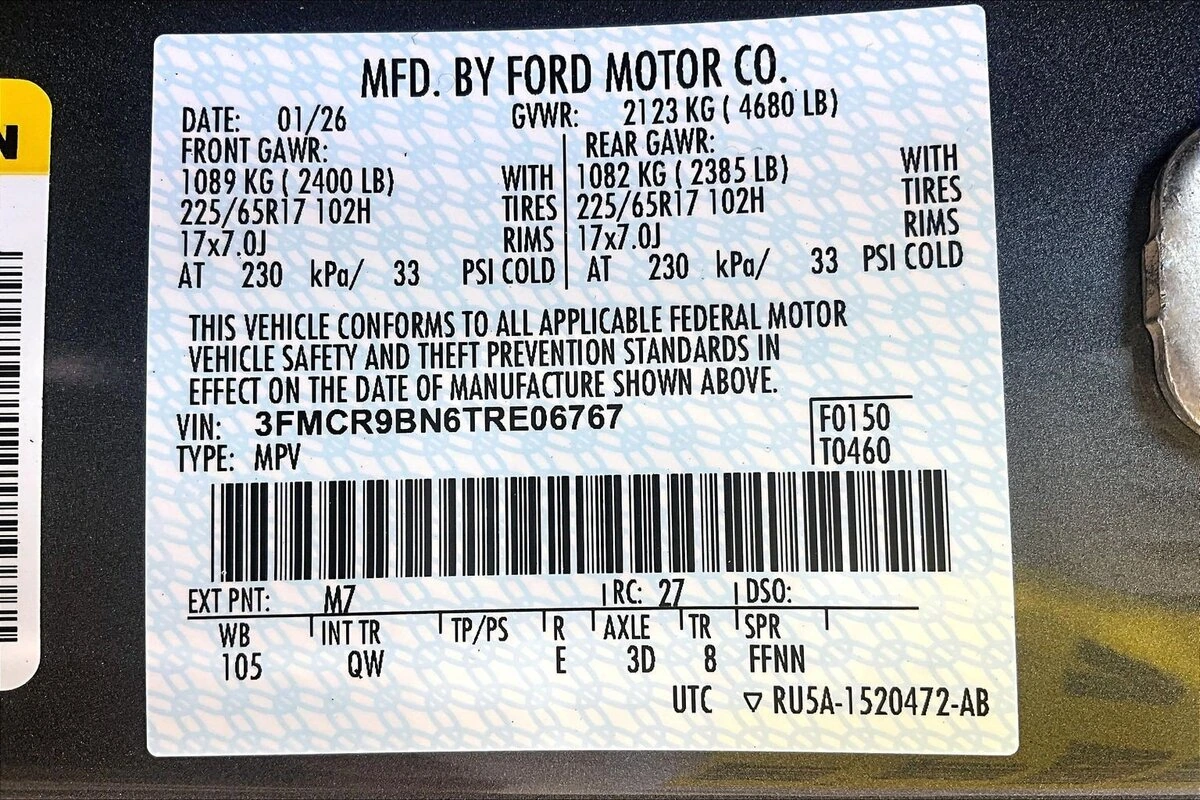 N
MFD. BY FORD MOTOR CO.
DATE: 01/26 GVWR: 2123 KG ( 4680 LB)
FRONT GAWR: REAR GAWR:
1089 KG ( 2400 LB) WITH 1082 KG ( 2385 LB) WITH
225/65R17 102H TIRES 225/65R17 102H TIRES
17x7.0J RIMS 17x7.0J RIMS
AT 230 kPa/ 33 PSI COLD AT 230 kPa/ 33 PSI COLD
THIS VEHICLE CONFORMS TO ALL APPLICABLE FEDERAL MOTOR
VEHICLE SAFETY AND THEFT PREVENTION STANDARDS IN
EFFECT ON THE DATE OF MANUFACTURE SHOWN ABOVE.
VIN: 3FMCR9BN6TRE06767 F0150
TYPE: MPV T0460
EXT PNT: M7 RC: 27 DSO:
WB INT TR TP/PS R AXLE TR SPR
105 QW E 3D 8 FFNN
UTC ▽ RU5A-1520472-AB